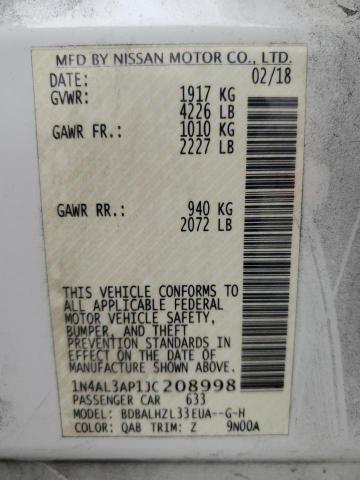 MFD BY NISSAN MOTOR CO., LTD.
DATE: 02/18
GVWR: 1917 KG
4226 LB
GAWR FR.: 1010 KG
2227 LB
GAWR RR.: 940 KG
2072 LB
THIS VEHICLE CONFORMS TO
ALL APPLICABLE FEDERAL
MOTOR VEHICLE SAFETY,
BUMPER, AND THEFT
PREVENTION STANDARDS
IN EFFECT ON THE DATE
OF MANUFACTURE SHOWN ABOVE.
1N4AL3AP1JC208998
PASSENGER CAR 633
MODEL: BDBALHZL33EUA--G-H
COLOR: QAB TRIM: Z 9N00A